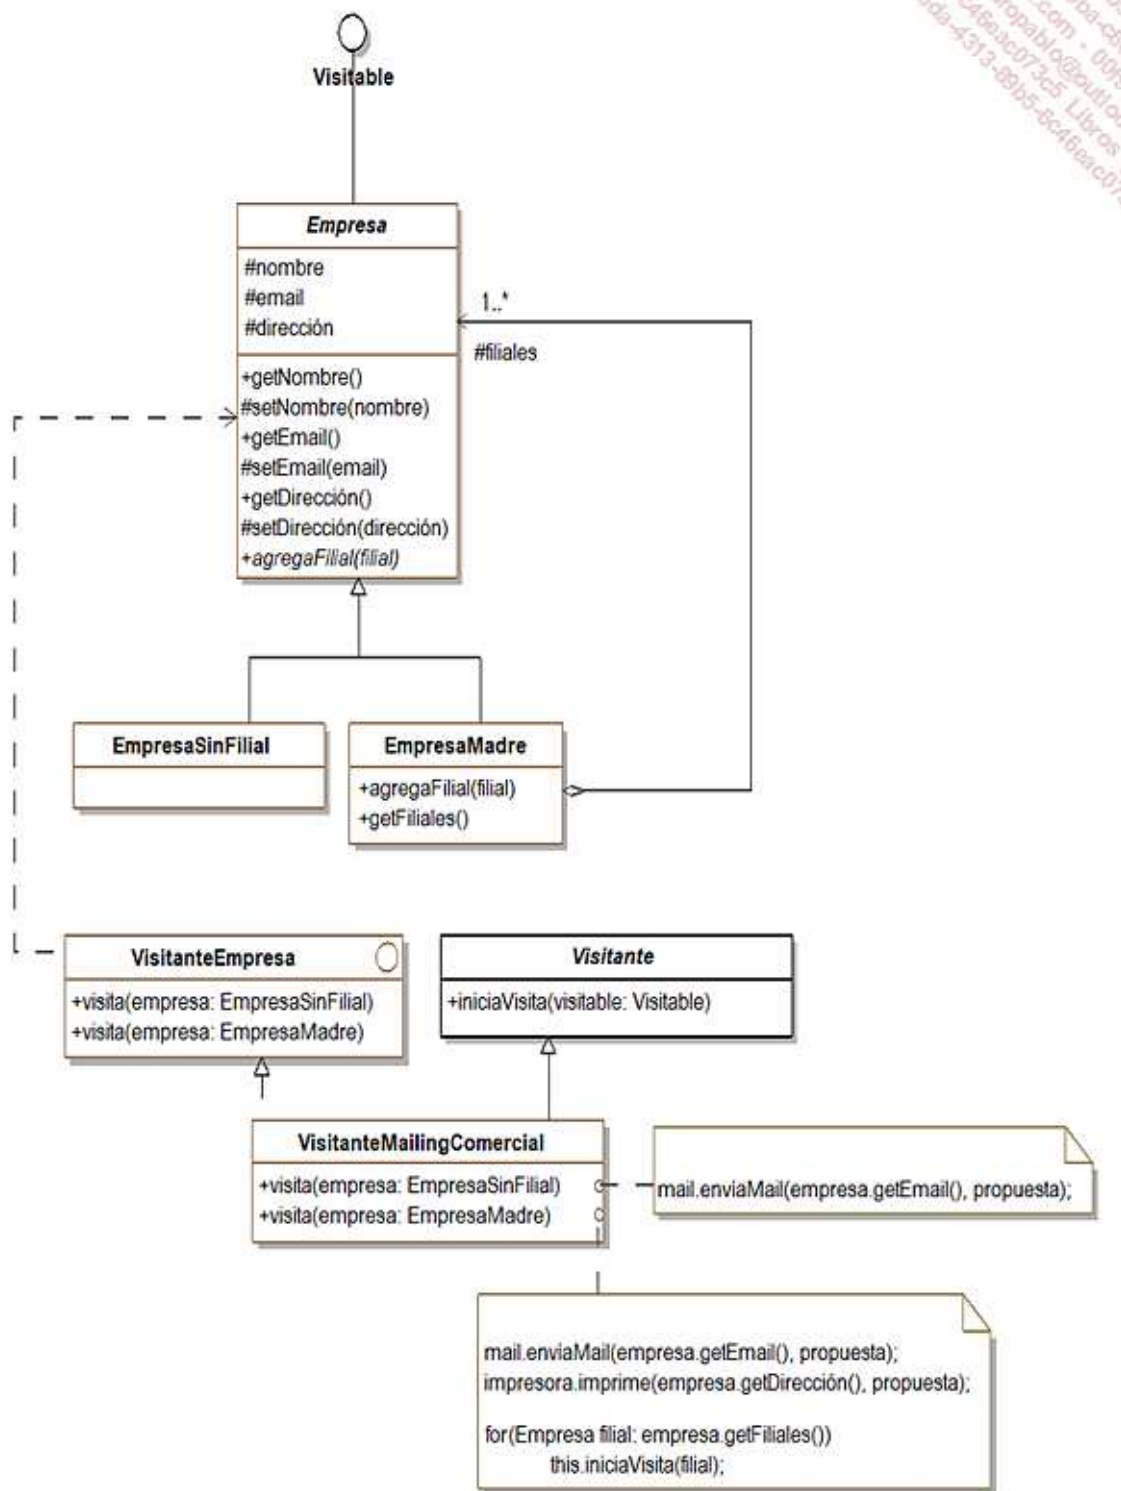 Visitable
Empresa
#nombre
#email
#dirección
1..*
#filiales
+getNombre()
#setNombre(nombre)
+getEmail()
#setEmail(email)
+getDirección()
#setDirección(dirección)
+agregaFilial(filial)
EmpresaSinFilial
EmpresaMadre
+agregaFilial(filial)
+getFiliales()
VisitanteEmpresa
+visita(empresa: EmpresaSinFilial)
+visita(empresa: EmpresaMadre)
Visitante
+iniciaVisita(visitable: Visitable)
VisitanteMailingComercial
+visita(empresa: EmpresaSinFilial)
+visita(empresa: EmpresaMadre)
mail.enviaMail(empresa.getEmail(), propuesta);
mail.enviaMail(empresa.getEmail(), propuesta);
impresora.imprime(empresa.getDirección(), propuesta);
for(Empresa filial: empresa.getFiliales())
this.iniciaVisita(filial);